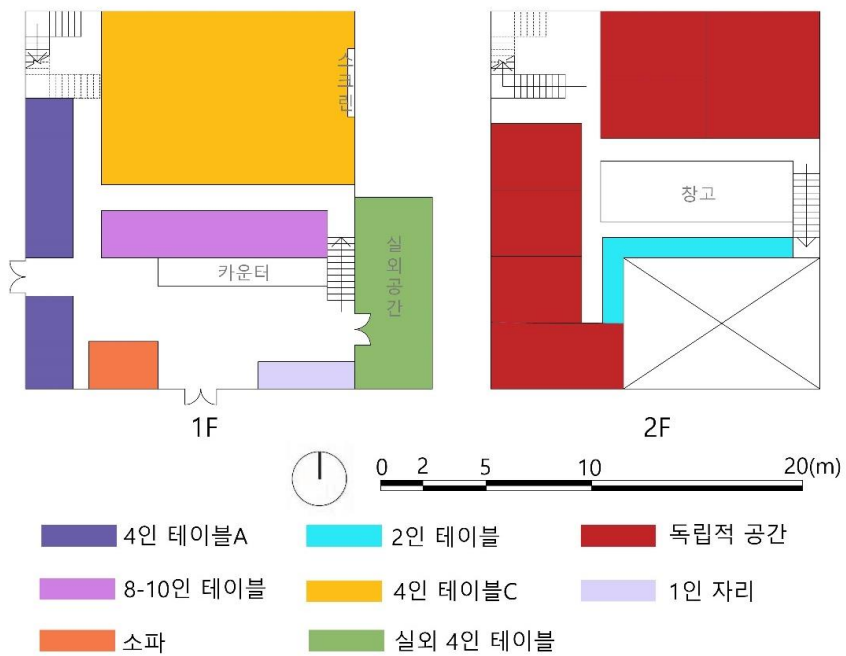 스크린
창고
실외공간
카운터
1F
2F
0 2 5 10 20(m)
4인 테이블A
2인 테이블
독립적 공간
8-10인 테이블
4인 테이블C
1인 자리
소파
실외 4인 테이블